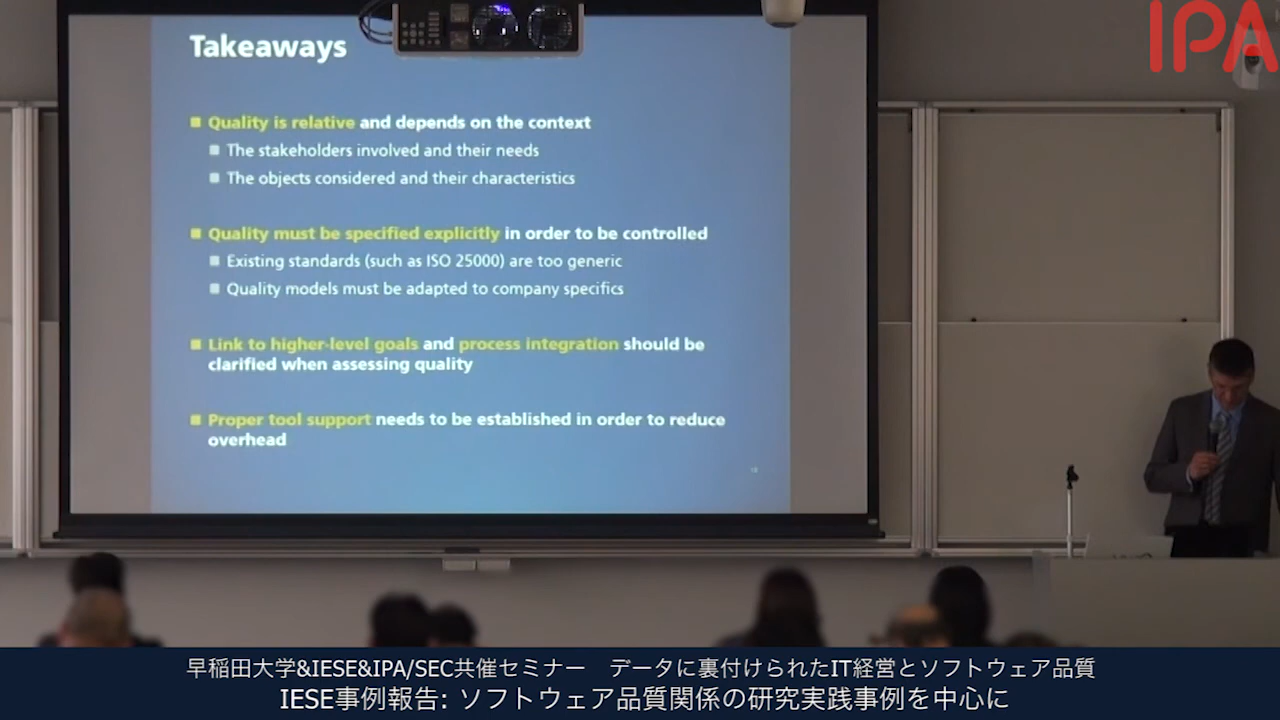 IPA
Takeaways
Quality is relative and depends on the context
The stakeholders involved and their needs
The objects considered and their characteristics
Quality must be specified explicitly in order to be controlled
Existing standards (such as ISO 25000) are too generic
Quality models must be adapted to company specifics
Link to higher-level goals and process integration should be
clarified when assessing quality
Proper tool support needs to be established in order to reduce
overhead
早稲田大学&IESE&IPA/SEC共催セミナー　データに裏付けられたIT経営とソフトウェア品質
IESE事例報告: ソフトウェア品質関係の研究実践事例を中心に